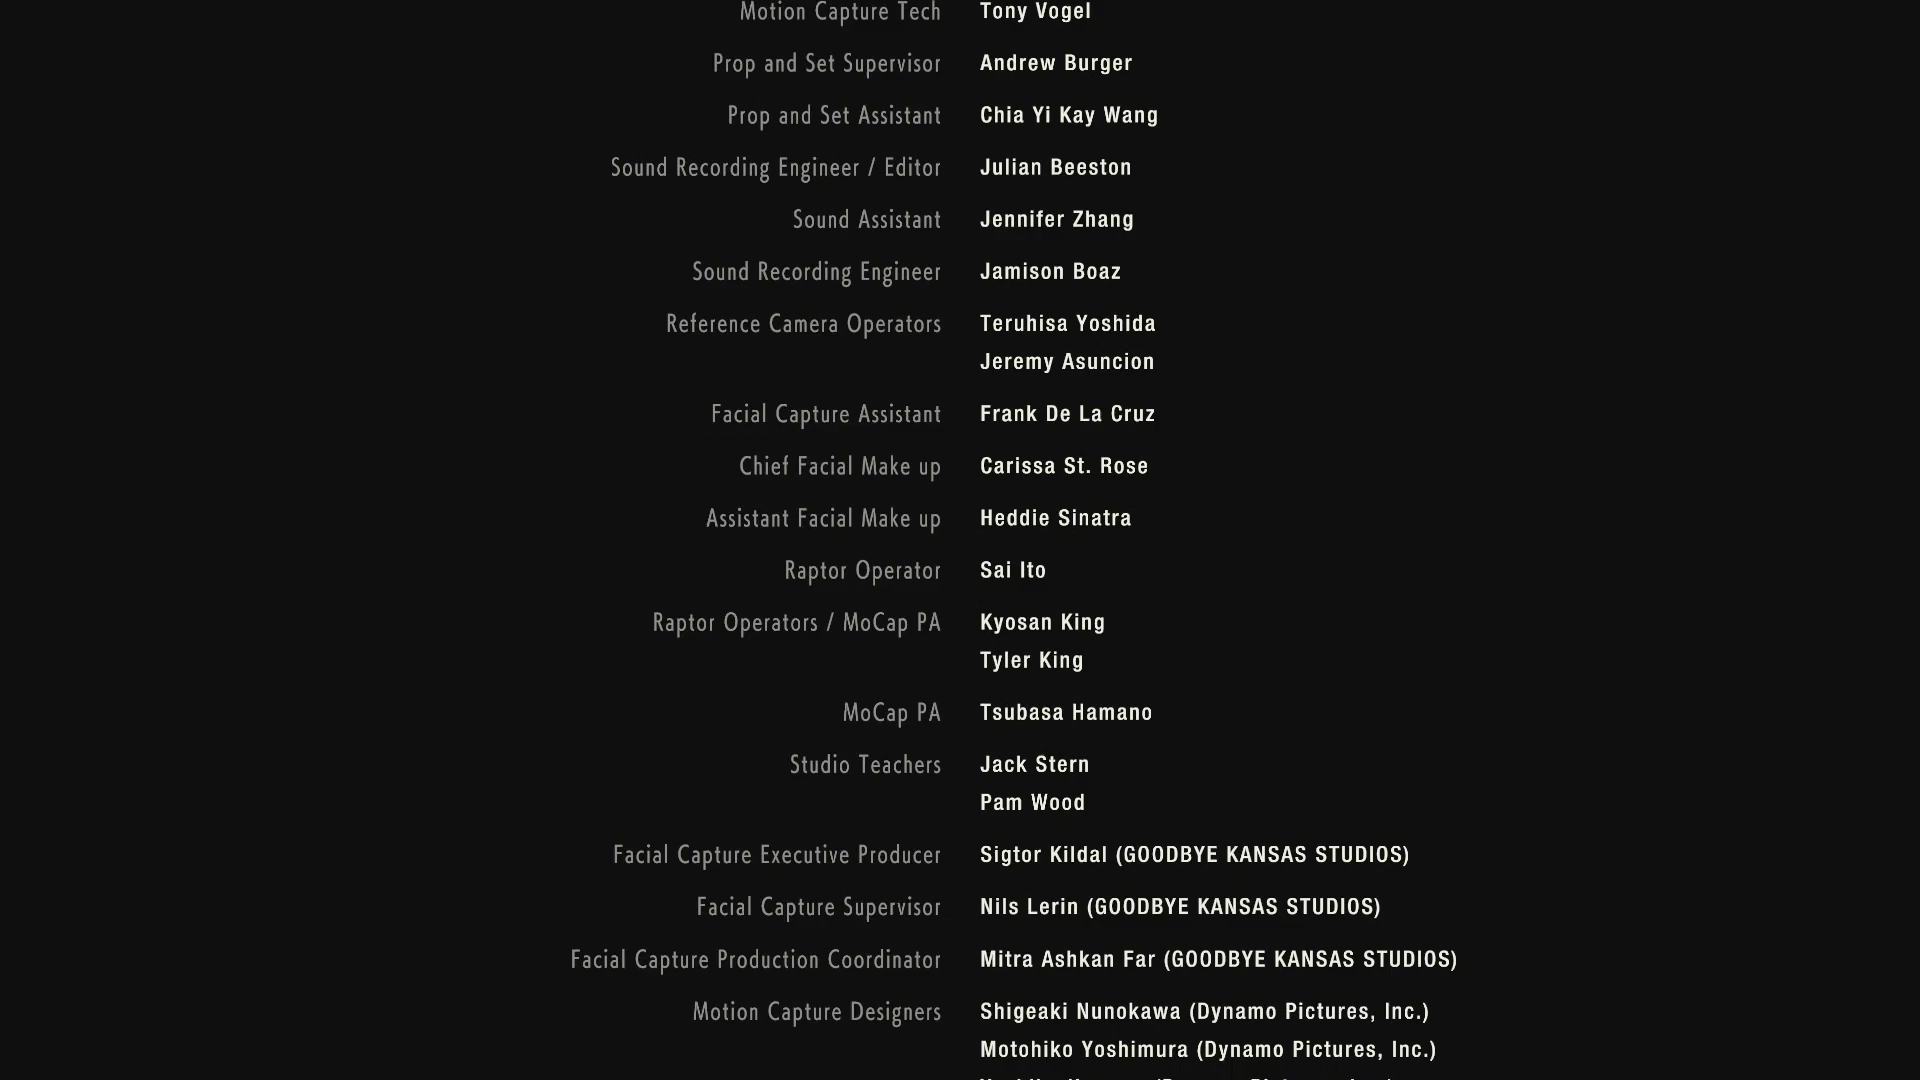 Motion Capture Tech Tony Vogel
Prop and Set Supervisor Andrew Burger
Prop and Set Assistant Chia Yi Kay Wang
Sound Recording Engineer / Editor Julian Beeston
Sound Assistant Jennifer Zhang
Sound Recording Engineer Jamison Boaz
Reference Camera Operators Teruhisa Yoshida
Jeremy Asuncion
Facial Capture Assistant Frank De La Cruz
Chief Facial Make up Carissa St. Rose
Assistant Facial Make up Heddie Sinatra
Raptor Operator Sai Ito
Raptor Operators / MoCap PA Kyosan King
Tyler King
MoCap PA Tsubasa Hamano
Studio Teachers Jack Stern
Pam Wood
Facial Capture Executive Producer Sigtor Kildal (GOODBYE KANSAS STUDIOS)
Facial Capture Supervisor Nils Lerin (GOODBYE KANSAS STUDIOS)
Facial Capture Production Coordinator Mitra Ashkan Far (GOODBYE KANSAS STUDIOS)
Motion Capture Designers Shigeaki Nunokawa (Dynamo Pictures, Inc.)
Motohiko Yoshimura (Dynamo Pictures, Inc.)